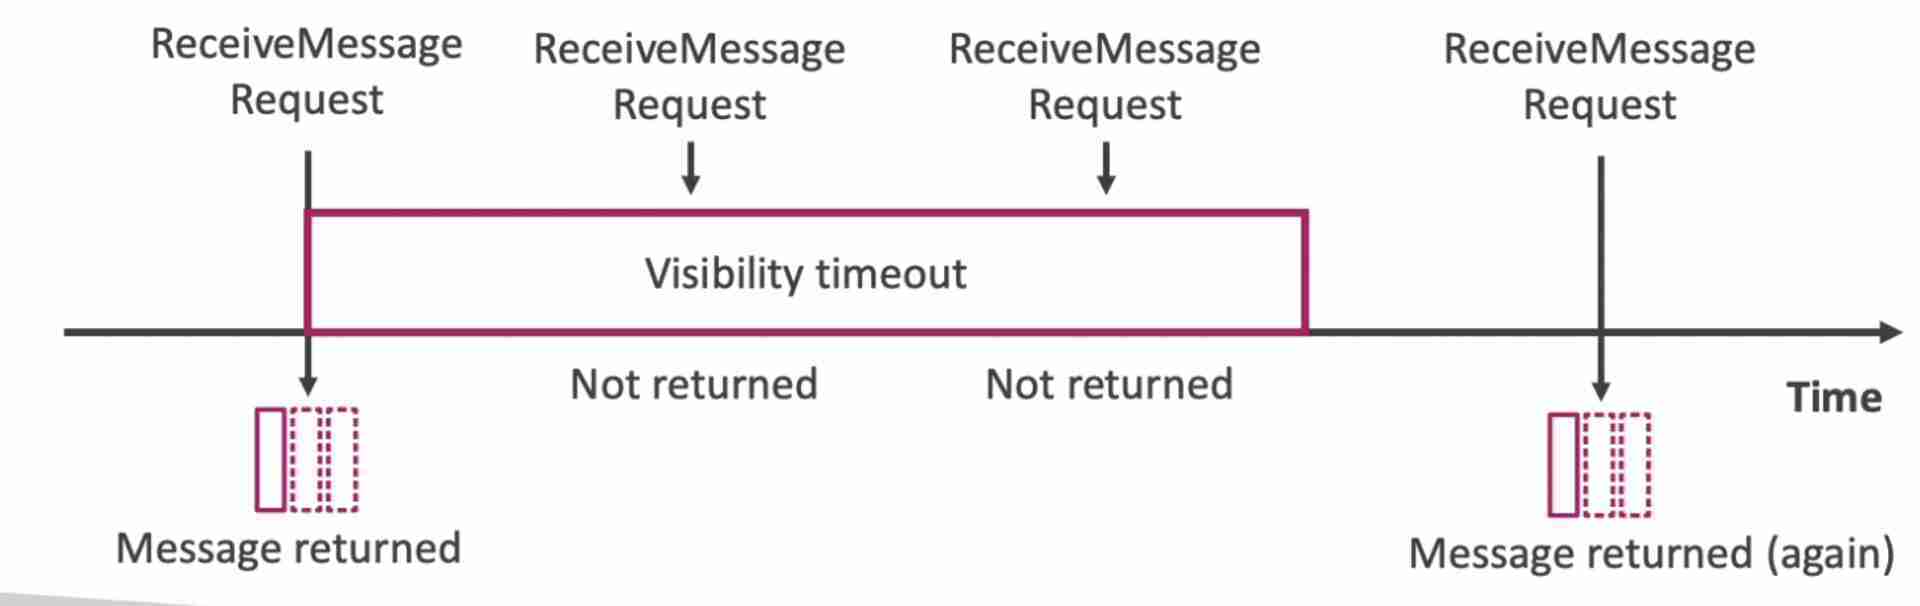 ReceiveMessage
Request
ReceiveMessage
Request
ReceiveMessage
Request
ReceiveMessage
Request
Visibility timeout
Not returned
Not returned
Time
Message returned
Message returned (again)